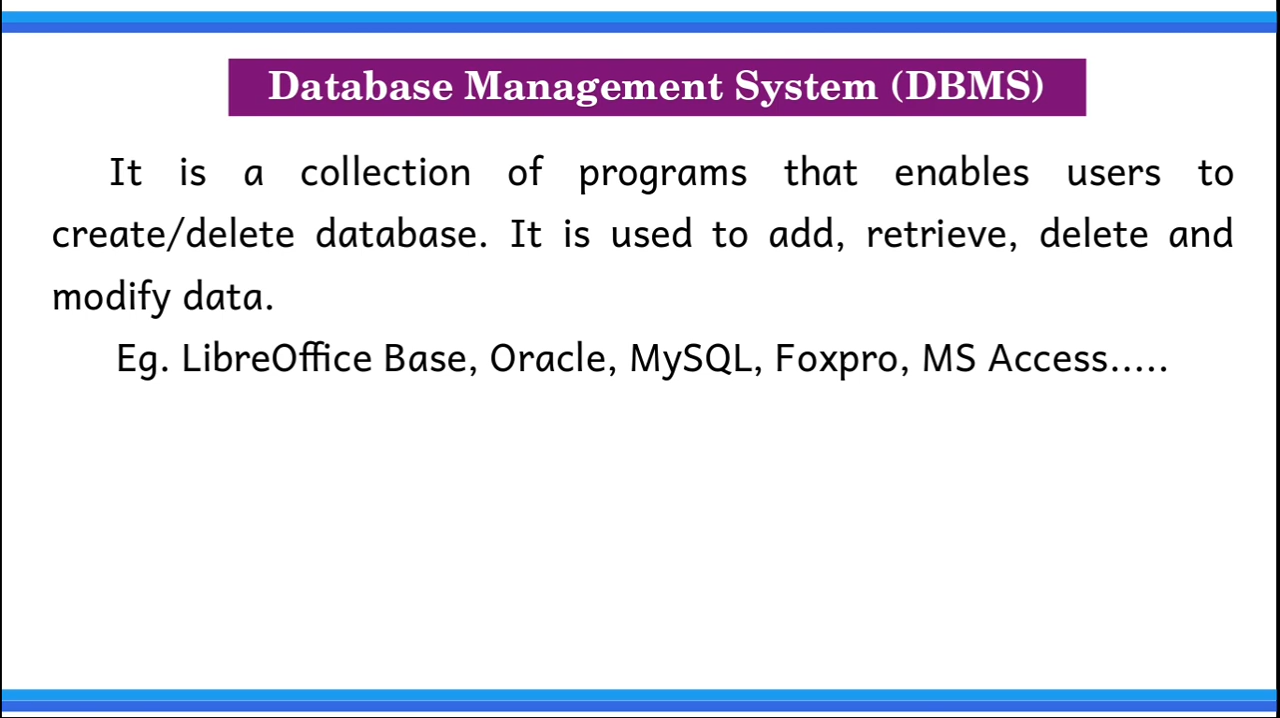 Database Management System (DBMS)
It is a collection of programs that enables users to
create/delete database. It is used to add, retrieve, delete and
modify data.
Eg. LibreOffice Base, Oracle, MySQL, Foxpro, MS Access.....